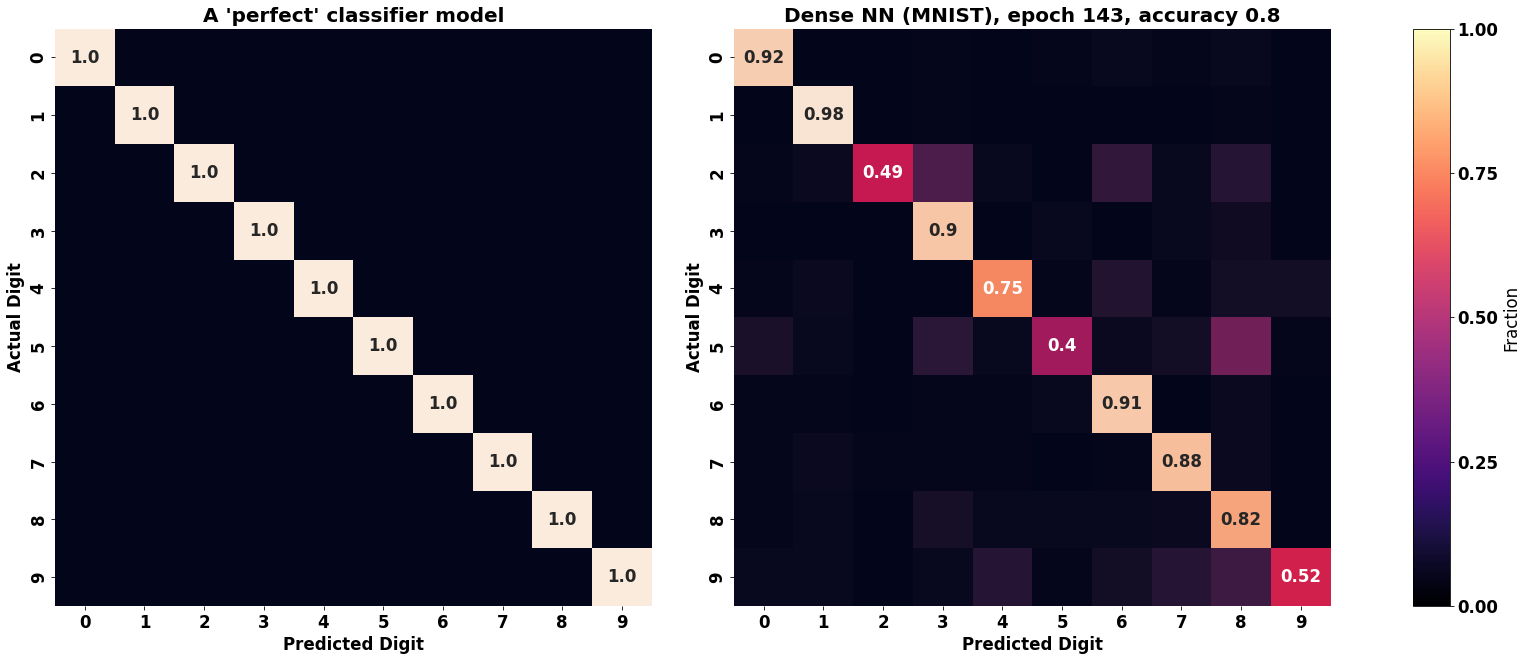 A 'perfect' classifier model
0 1.0
1 1.0
2 1.0
3 1.0
4 1.0
5 1.0
6 1.0
7 1.0
8 1.0
9 1.0
Actual Digit
0 1 2 3 4 5 6 7 8 9
Predicted Digit
Dense NN (MNIST), epoch 143, accuracy 0.8
0 0.92
1 0.98
2 0.49
3 0.9
4 0.75
5 0.4
6 0.91
7 0.88
8 0.82
9 0.52
Actual Digit
0 1 2 3 4 5 6 7 8 9
Predicted Digit
1.00
0.75
0.50
0.25
0.00
Fraction